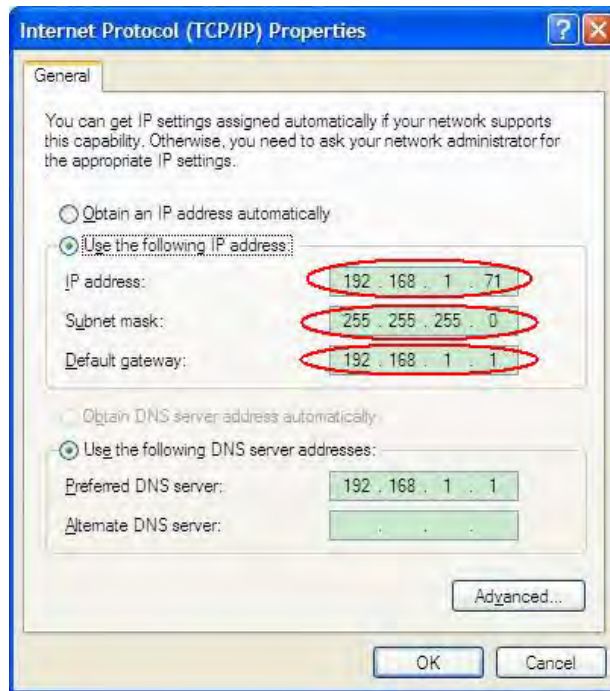 Internet Protocol (TCP/IP) Properties
General
You can get IP settings assigned automatically if your network supports
this capability. Otherwise, you need to ask your network administrator for
the appropriate IP settings.
Obtain an IP address automatically
Use the following IP address:
IP address: 192 . 168 . 1 . 71
Subnet mask: 255 . 255 . 255 . 0
Default gateway: 192 . 168 . 1 . 1
Obtain DNS server address automatically
Use the following DNS server addresses:
Preferred DNS server: 192 . 168 . 1 . 1
Alternate DNS server: . . .
Advanced...
OK Cancel